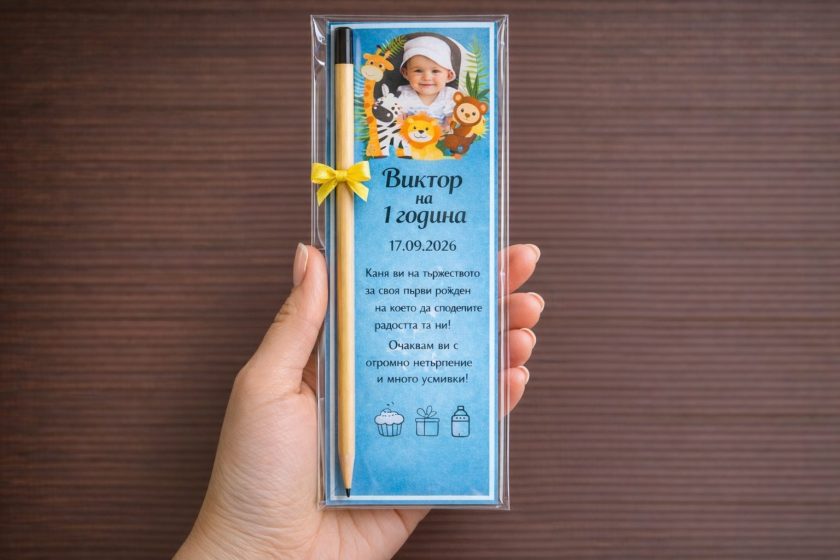 Виктор
на
1 година
17.09.2026
Каня ви на тържеството
за своя първи рожден
на което да споделите
радостта та ни!
Очаквам ви с
огромно нетърпение
и много усмивки!